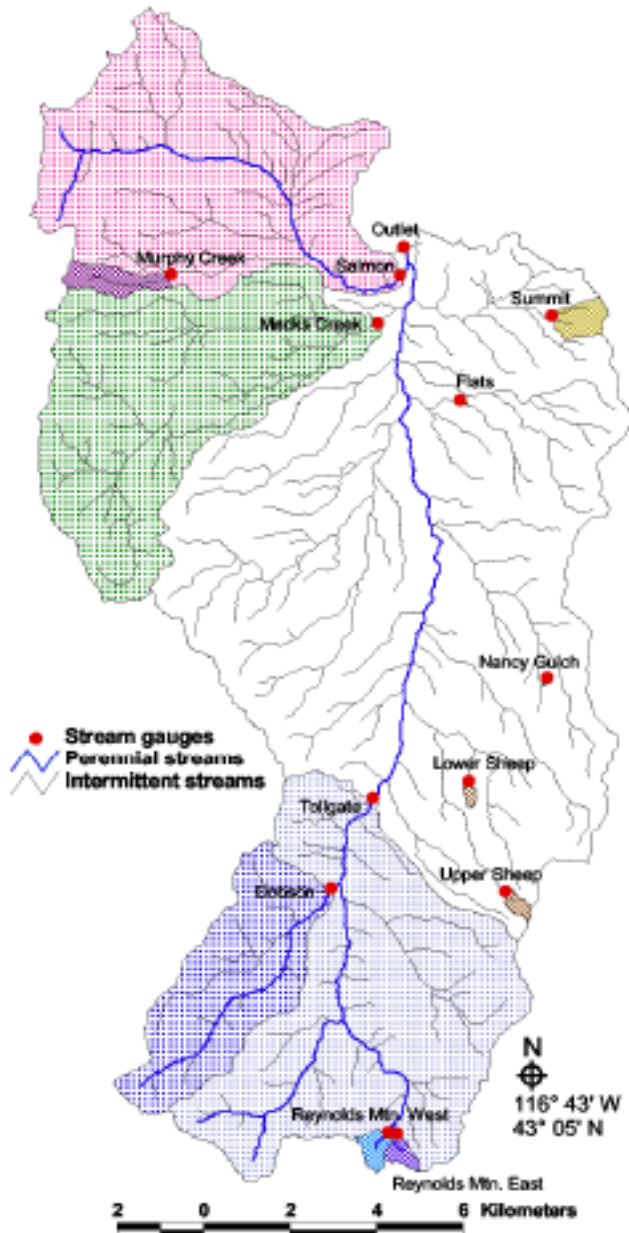 Outlet
Murphy Creek
Salmon
Summit
Macks Creek
Flats
Nancy Gulch
Stream gauges
Perennial streams
Intermittent streams
Lower Sheep
Tollgate
Upper Sheep
Dobson
N
116° 43' W
43° 05' N
Reynolds Mtn. West
Reynolds Mtn. East
2 0 2 4 6 Kilometers